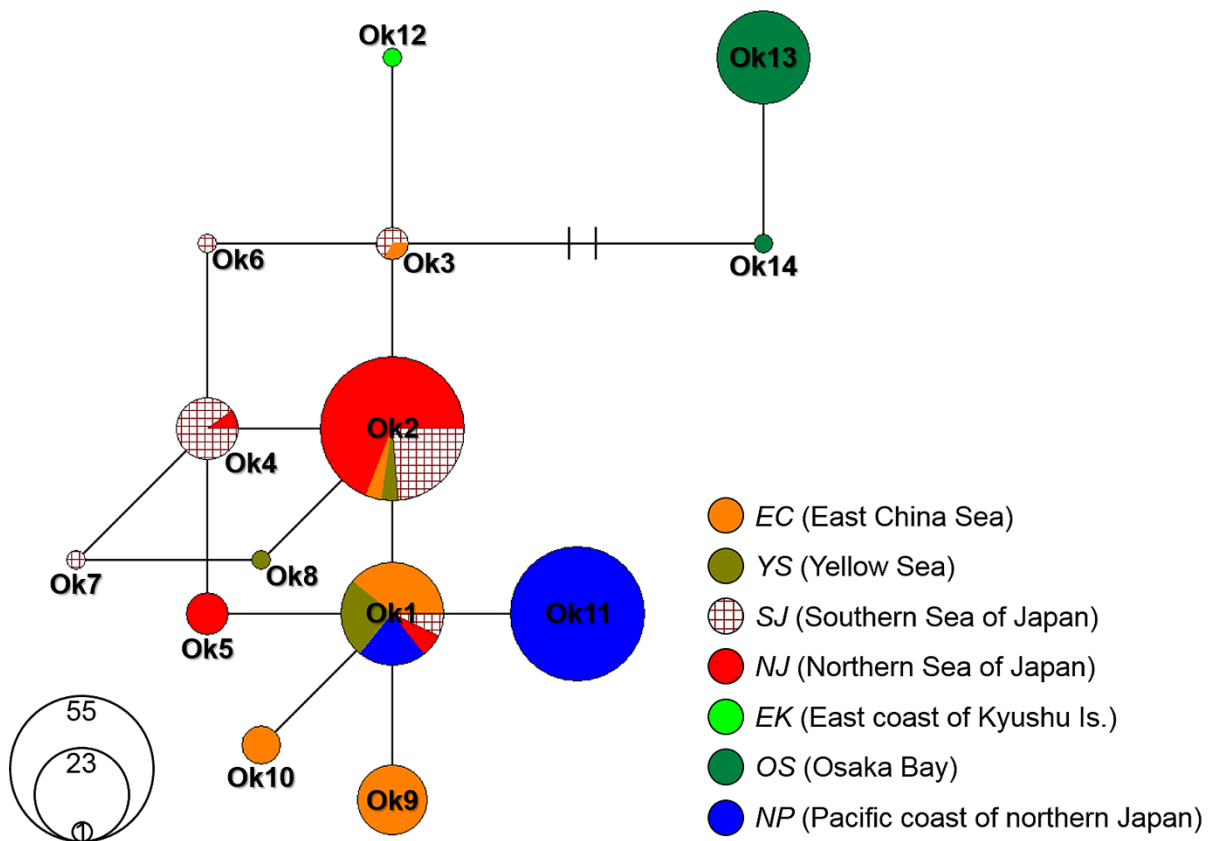 Ok12
Ok13
Ok6
Ok3
Ok14
Ok2
Ok4
Ok7
Ok8
Ok1
Ok11
Ok5
Ok10
Ok9
55
23
1
EC (East China Sea)
YS (Yellow Sea)
SJ (Southern Sea of Japan)
NJ (Northern Sea of Japan)
EK (East coast of Kyushu Is.)
OS (Osaka Bay)
NP (Pacific coast of northern Japan)